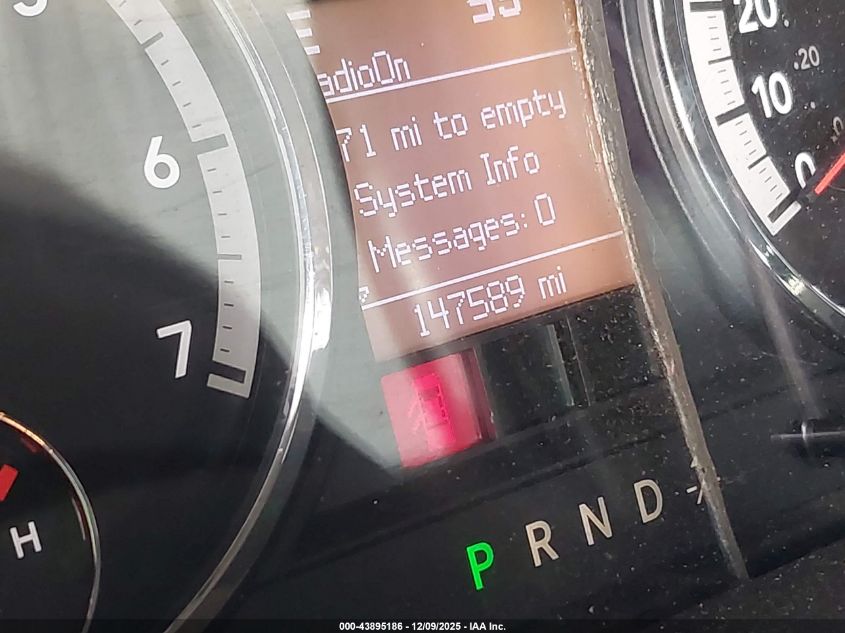 adioOn
71 mi to empty
System Info
Messages: 0
147589 mi
6
7
H
P R N D
20
10
0
20
0
000-43895186 - 12/09/2025 - IAA Inc.